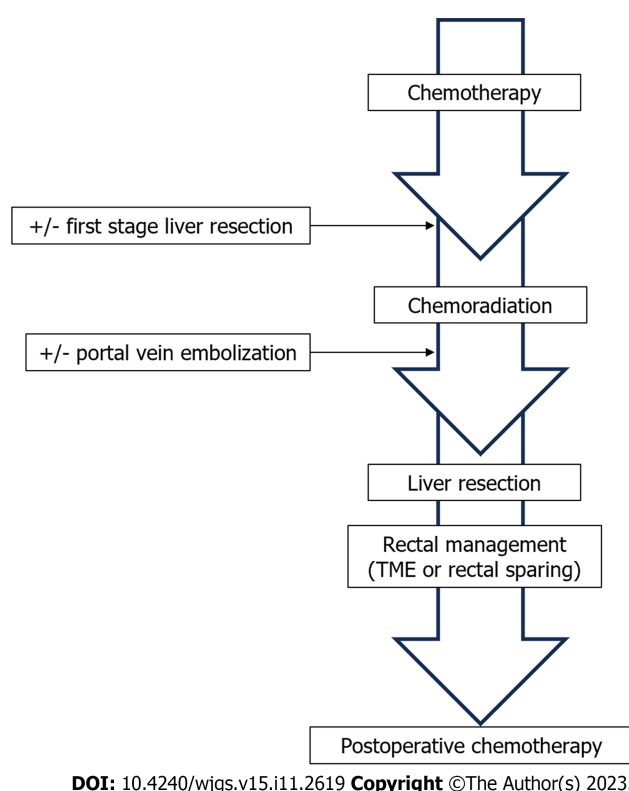 Chemotherapy
+/- first stage liver resection
Chemoradiation
+/- portal vein embolization
Liver resection
Rectal management
(TME or rectal sparing)
Postoperative chemotherapy
DOI: 10.4240/wjgs.v15.i11.2619 Copyright ©The Author(s) 2023.